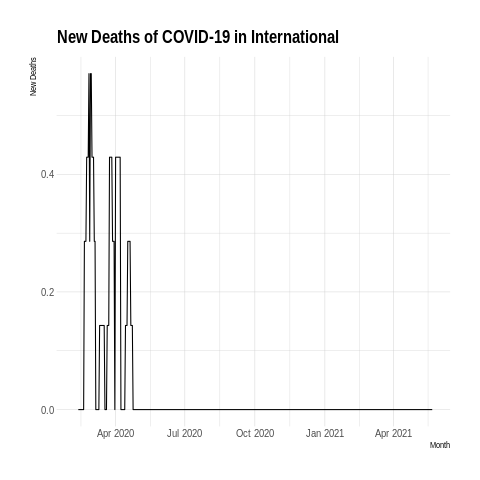 New Deaths of COVID-19 in International
New Deaths
0.4
0.2
0.0
Apr 2020 Jul 2020 Oct 2020 Jan 2021 Apr 2021
Month